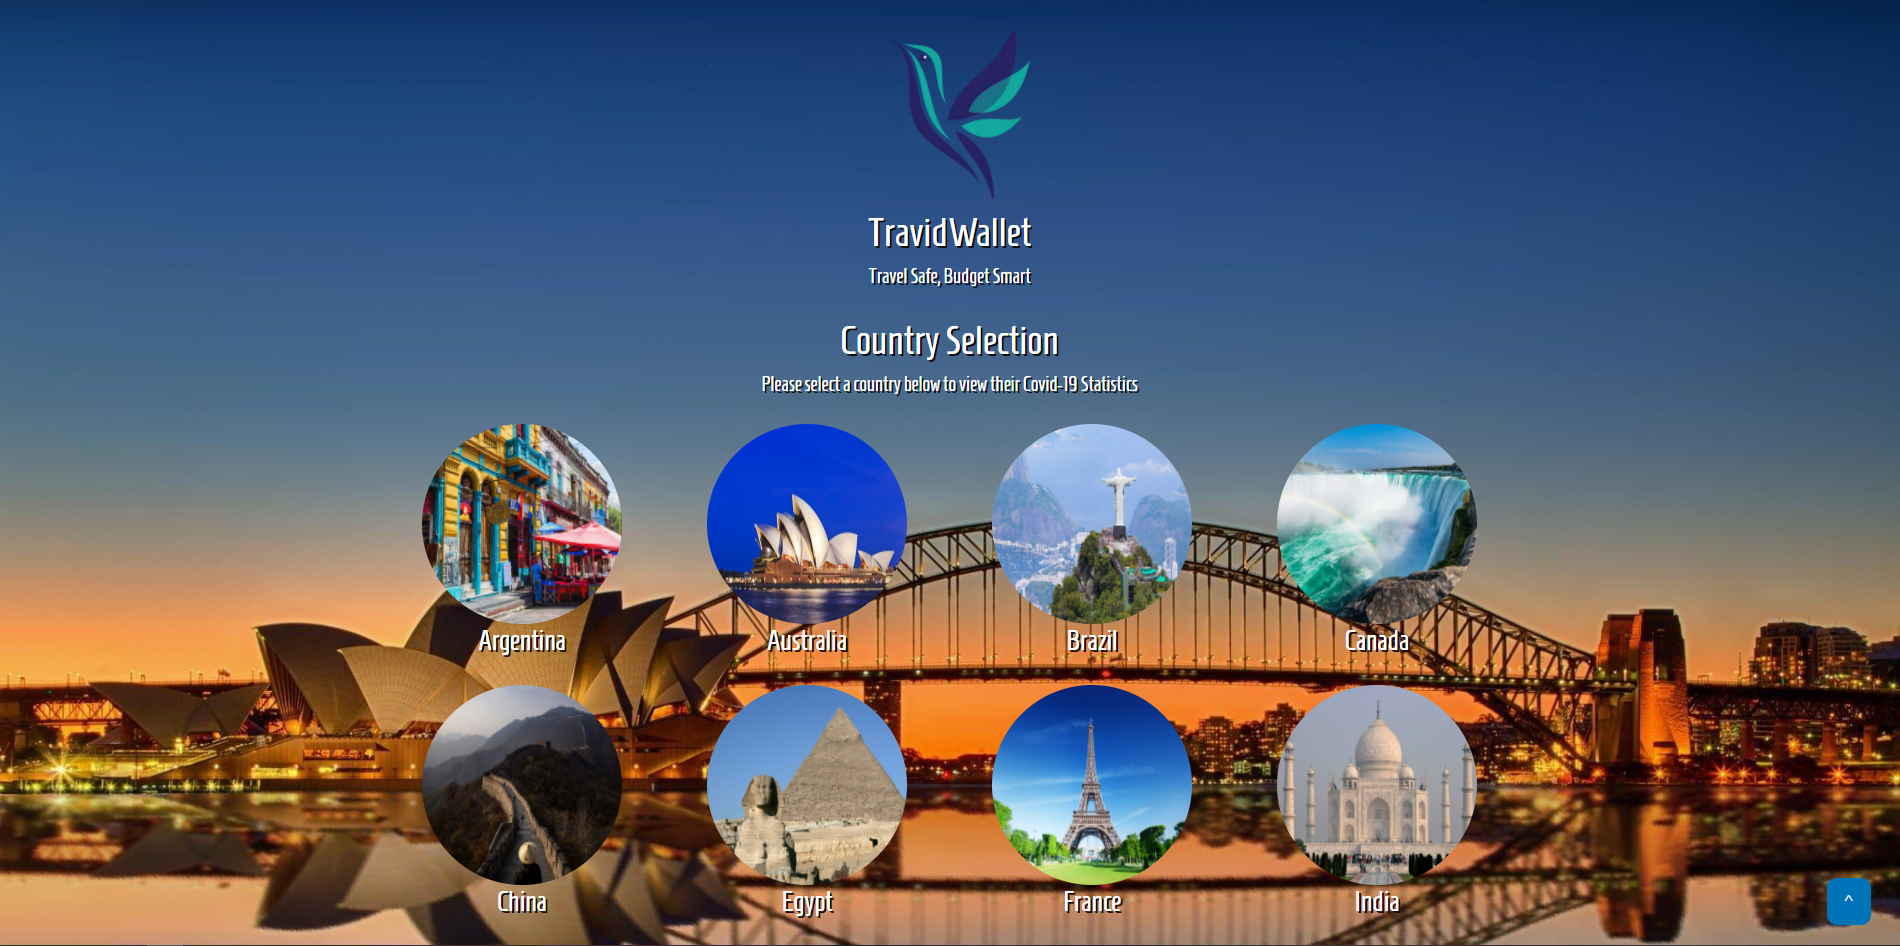 TravidWallet
Travel Safe, Budget Smart
Country Selection
Please select a country below to view their Covid-19 Statistics
Argentina
Australia
Brazil
Canada
China
Egypt
France
India
^